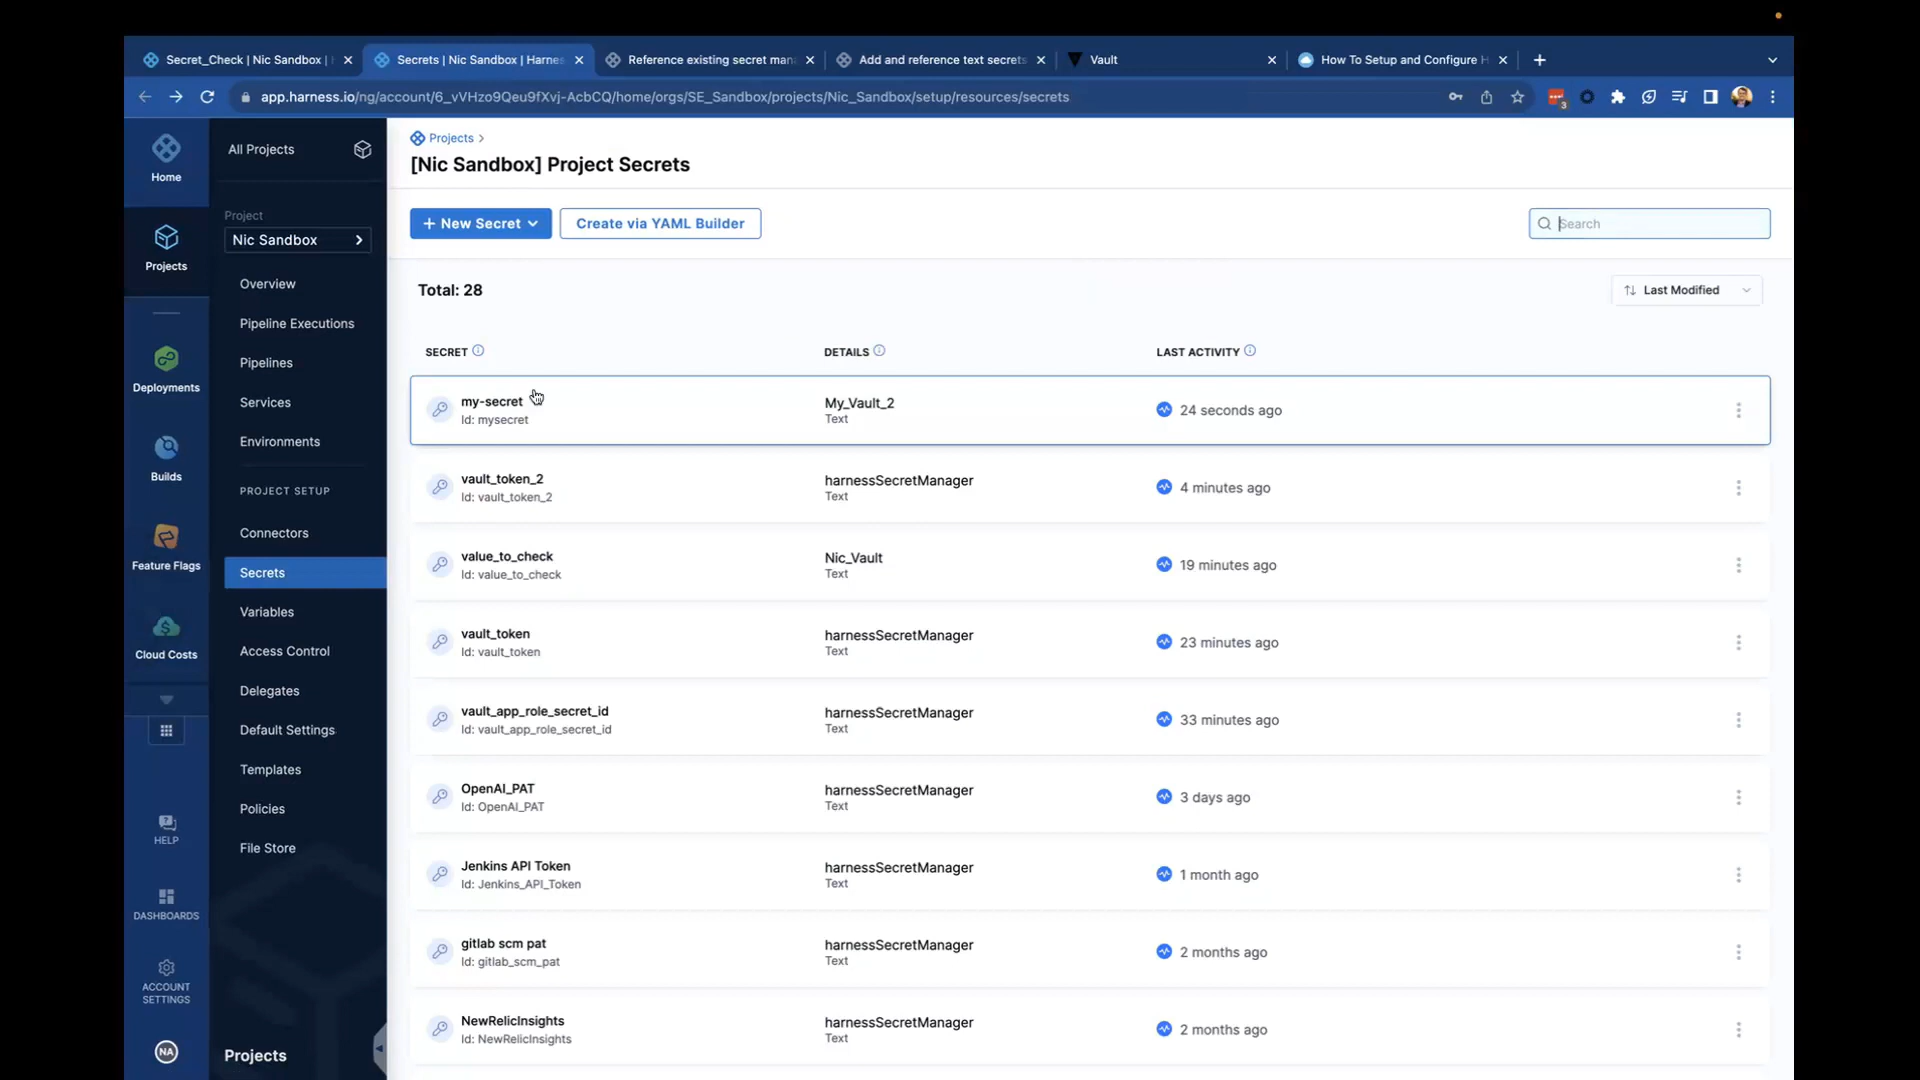 Secret_Check | Nic Sandbox |
Secrets | Nic Sandbox | Harnes
Reference existing secret man
Add and reference text secrets
Vault
How To Setup and Configure H
app.harness.io/ng/account/6_vVHzo9Qeu9fXvj-AcbCQ/home/orgs/SE_Sandbox/projects/Nic_Sandbox/setup/resources/secrets
3
Home
Projects
Deployments
Builds
Feature Flags
Cloud Costs
HELP
DASHBOARDS
ACCOUNT
SETTINGS
NA
All Projects
Project
Nic Sandbox
Overview
Pipeline Executions
Pipelines
Services
Environments
PROJECT SETUP
Connectors
Secrets
Variables
Access Control
Delegates
Default Settings
Templates
Policies
File Store
Projects
Projects >
[Nic Sandbox] Project Secrets
+ New Secret
Create via YAML Builder
Search
Total: 28
Last Modified
SECRET
DETAILS
LAST ACTIVITY
my-secret
Id: mysecret
My_Vault_2
Text
24 seconds ago
vault_token_2
Id: vault_token_2
harnessSecretManager
Text
4 minutes ago
value_to_check
Id: value_to_check
Nic_Vault
Text
19 minutes ago
vault_token
Id: vault_token
harnessSecretManager
Text
23 minutes ago
vault_app_role_secret_id
Id: vault_app_role_secret_id
harnessSecretManager
Text
33 minutes ago
OpenAI_PAT
Id: OpenAI_PAT
harnessSecretManager
Text
3 days ago
Jenkins API Token
Id: Jenkins_API_Token
harnessSecretManager
Text
1 month ago
gitlab scm pat
Id: gitlab_scm_pat
harnessSecretManager
Text
2 months ago
NewRelicInsights
Id: NewRelicInsights
harnessSecretManager
Text
2 months ago